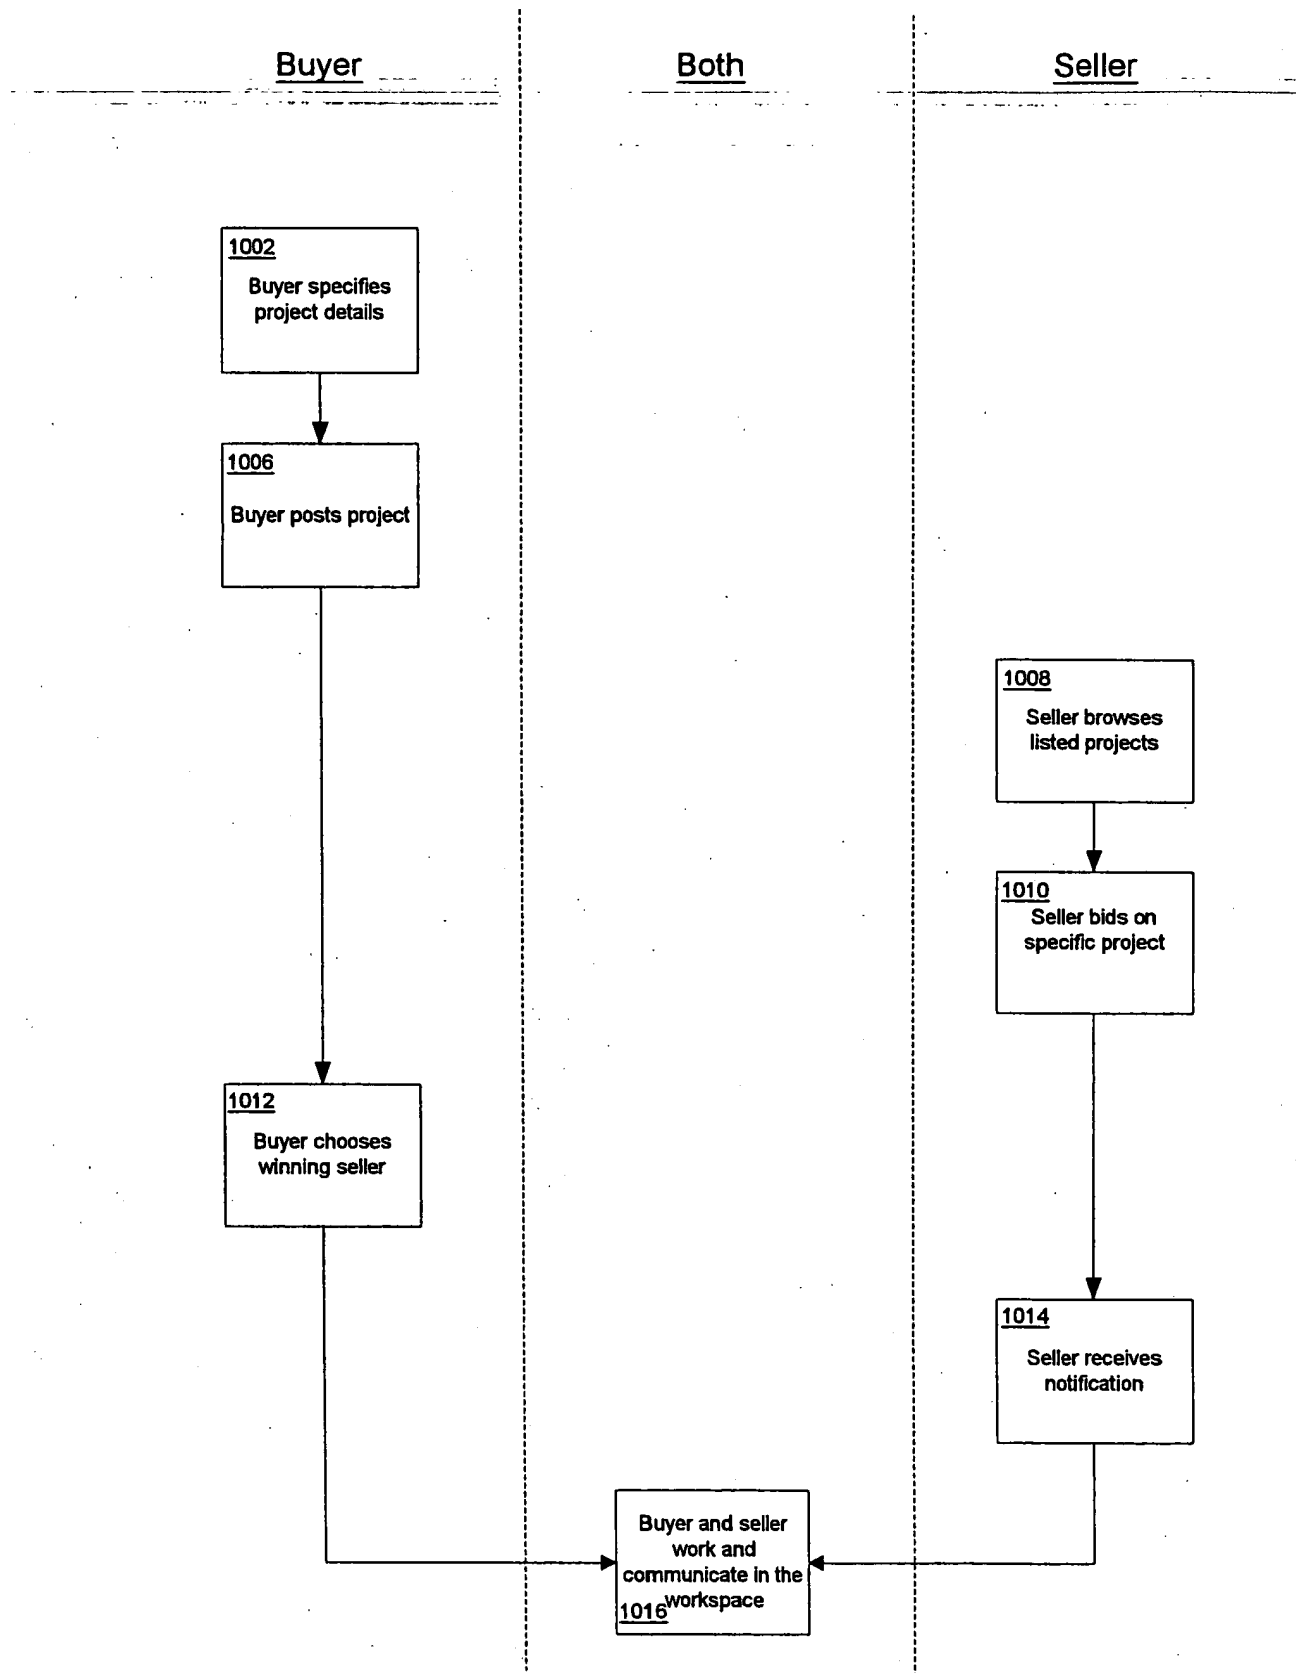 Buyer
Both
Seller
1002
Buyer specifies
project details
1006
Buyer posts project
1008
Seller browses
listed projects
1010
Seller bids on
specific project
1012
Buyer chooses
winning seller
1014
Seller receives
notification
Buyer and seller
work and
communicate in the
workspace
1016